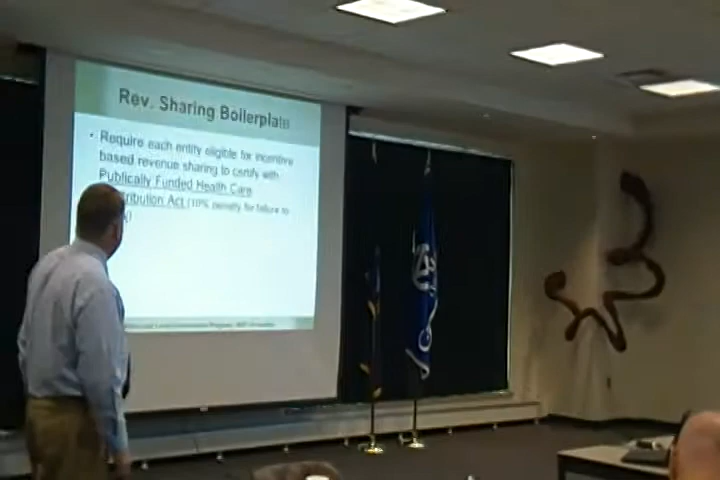 Rev. Sharing Boilerplate
• Require each entity eligible for incentive
based revenue sharing to certify with
Publically Funded Health Care
tribution Act (10% penalty for failure to